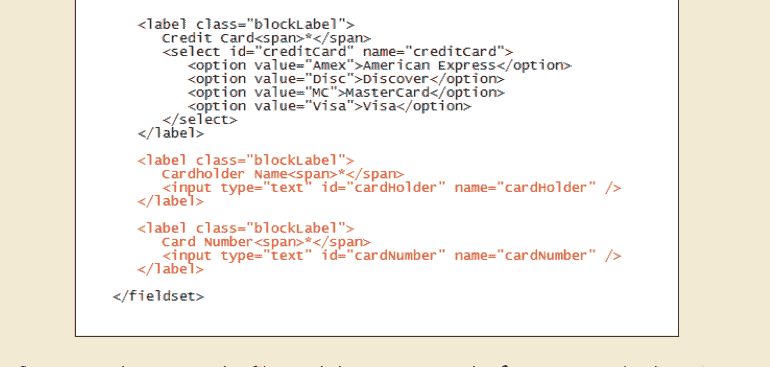 <label class="blockLabel">
Credit Card<span>*</span>
<select id="creditCard" name="creditCard">
<option value="Amex">American Express</option>
<option value="Disc">Discover</option>
<option value="MC">MasterCard</option>
<option value="Visa">Visa</option>
</select>
</label>
<label class="blockLabel">
Cardholder Name<span>*</span>
<input type="text" id="cardHolder" name="cardHolder" />
</label>
<label class="blockLabel">
Card Number<span>*</span>
<input type="text" id="cardNumber" name="cardNumber" />
</label>
</fieldset>